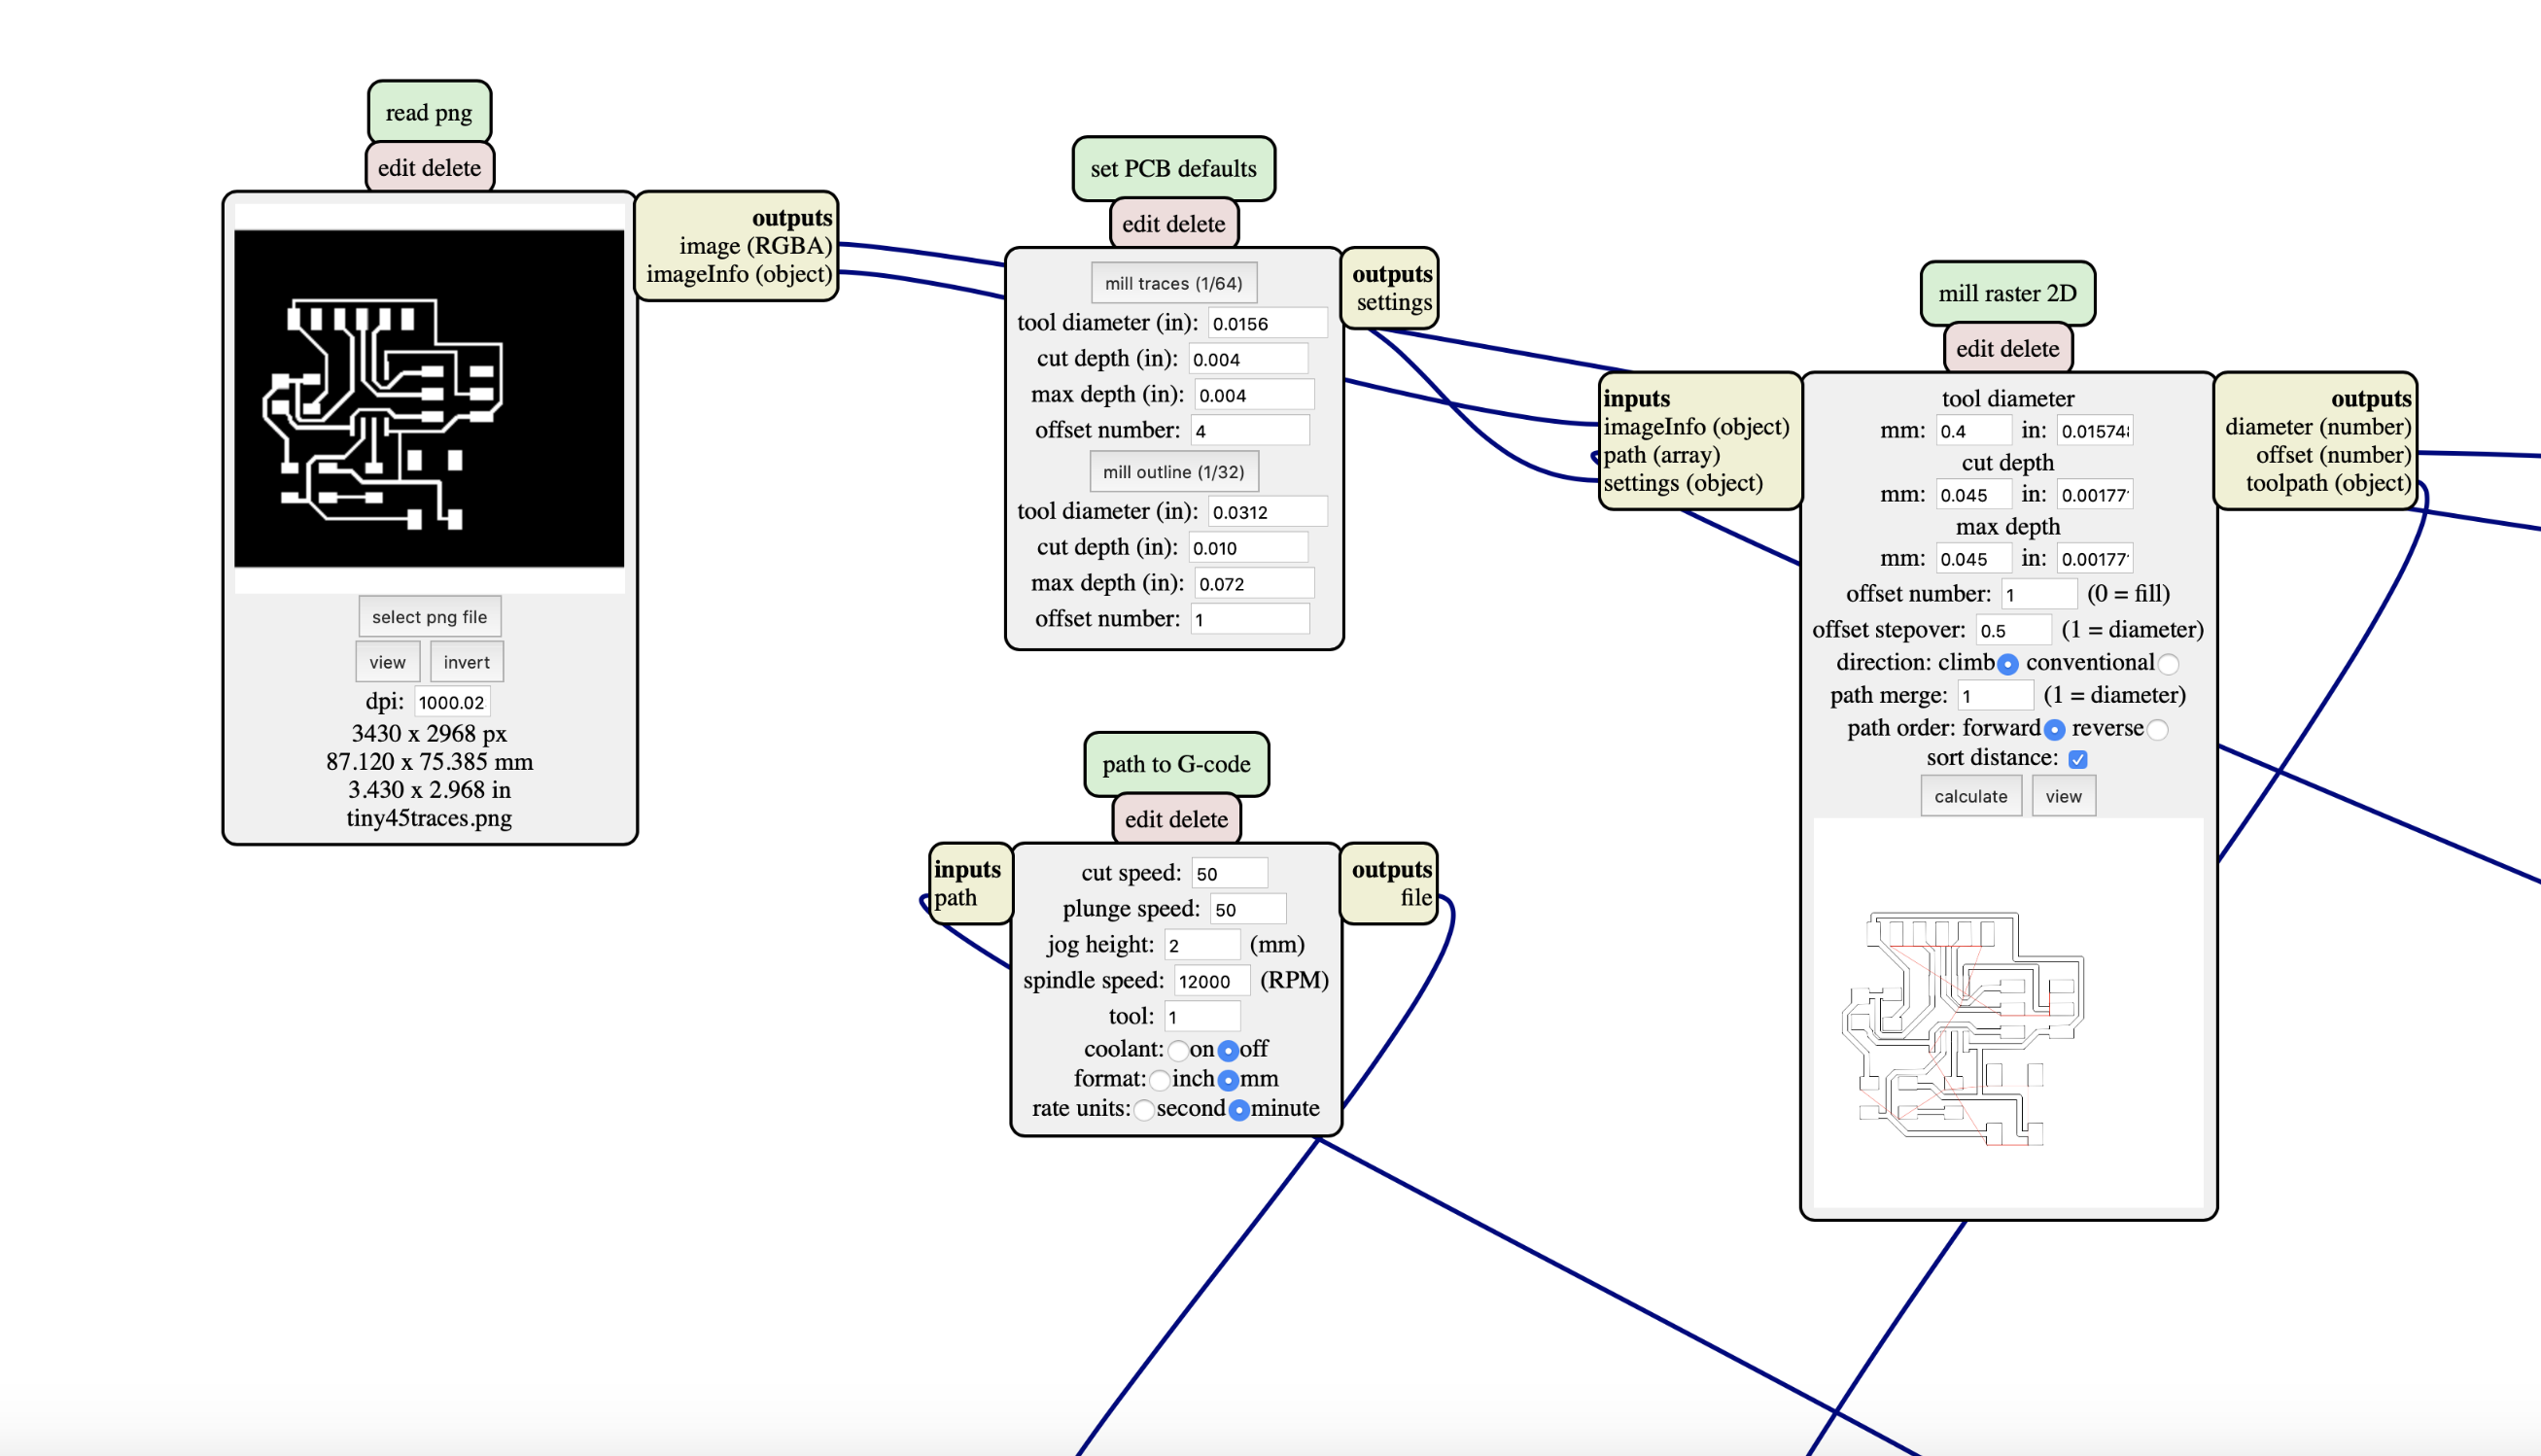 read png
edit delete
outputs
image (RGBA)
imageInfo (object)
select png file
view invert
dpi: 1000.02
3430 x 2968 px
87.120 x 75.385 mm
3.430 x 2.968 in
tiny45traces.png
set PCB defaults
edit delete
outputs
settings
mill traces (1/64)
tool diameter (in): 0.0156
cut depth (in): 0.004
max depth (in): 0.004
offset number: 4
mill outline (1/32)
tool diameter (in): 0.0312
cut depth (in): 0.010
max depth (in): 0.072
offset number: 1
path to G-code
edit delete
inputs
path
cut speed: 50
plunge speed: 50
jog height: 2 (mm)
spindle speed: 12000 (RPM)
tool: 1
coolant: on off
format: inch mm
rate units: second minute
outputs
file
mill raster 2D
edit delete
inputs
imageInfo (object)
path (array)
settings (object)
tool diameter
mm: 0.4 in: 0.01574
cut depth
mm: 0.045 in: 0.00177
max depth
mm: 0.045 in: 0.00177
offset number: 1 (0 = fill)
offset stepover: 0.5 (1 = diameter)
direction: climb conventional
path merge: 1 (1 = diameter)
path order: forward reverse
sort distance:
calculate view
outputs
diameter (number)
offset (number)
toolpath (object)